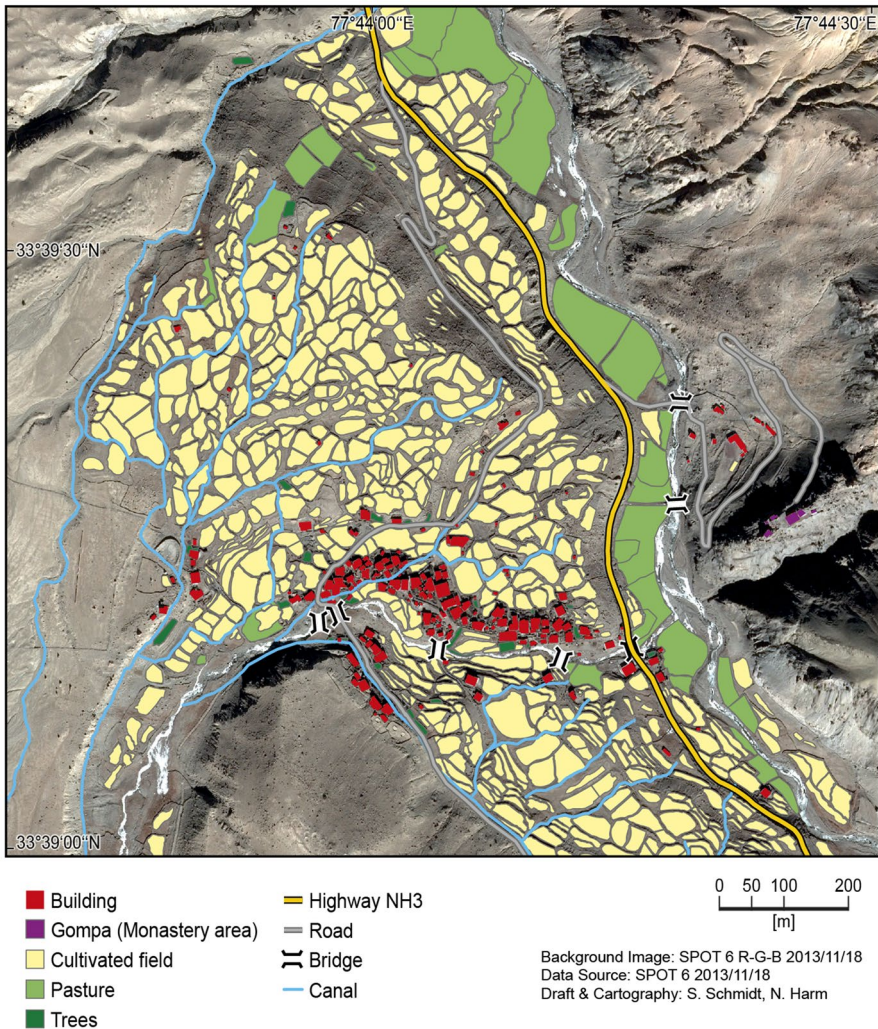 77°44'00"E
77°44'30"E
33°39'30"N
33°39'00"N
Building
Gompa (Monastery area)
Cultivated field
Pasture
Trees
Highway NH3
Road
Bridge
Canal
0 50 100 200
[m]
Background Image: SPOT 6 R-G-B 2013/11/18
Data Source: SPOT 6 2013/11/18
Draft & Cartography: S. Schmidt, N. Harm